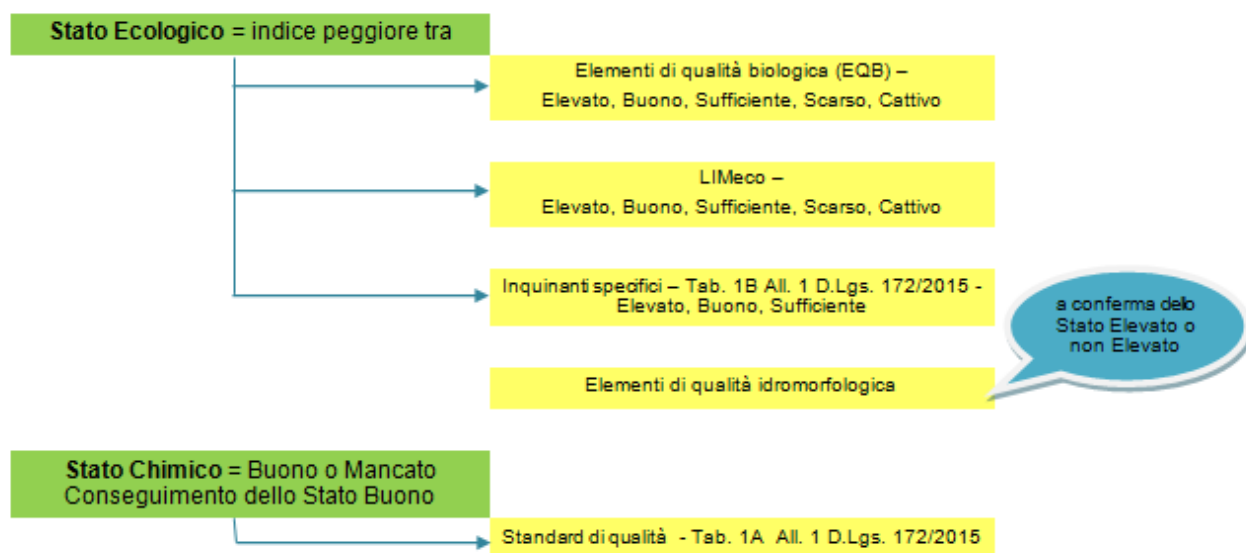 Stato Ecologico = indice peggiore tra
Elementi di qualità biologica (EQB) –
Elevato, Buono, Sufficiente, Scarso, Cattivo
LIMeco –
Elevato, Buono, Sufficiente, Scarso, Cattivo
Inquinanti specifici – Tab. 1B All. 1 D.Lgs. 172/2015 -
Elevato, Buono, Sufficiente
a conferma dello
Stato Elevato o
non Elevato
Elementi di qualità idromorfologica
Stato Chimico = Buono o Mancato
Conseguimento dello Stato Buono
Standard di qualità - Tab. 1A All. 1 D.Lgs. 172/2015